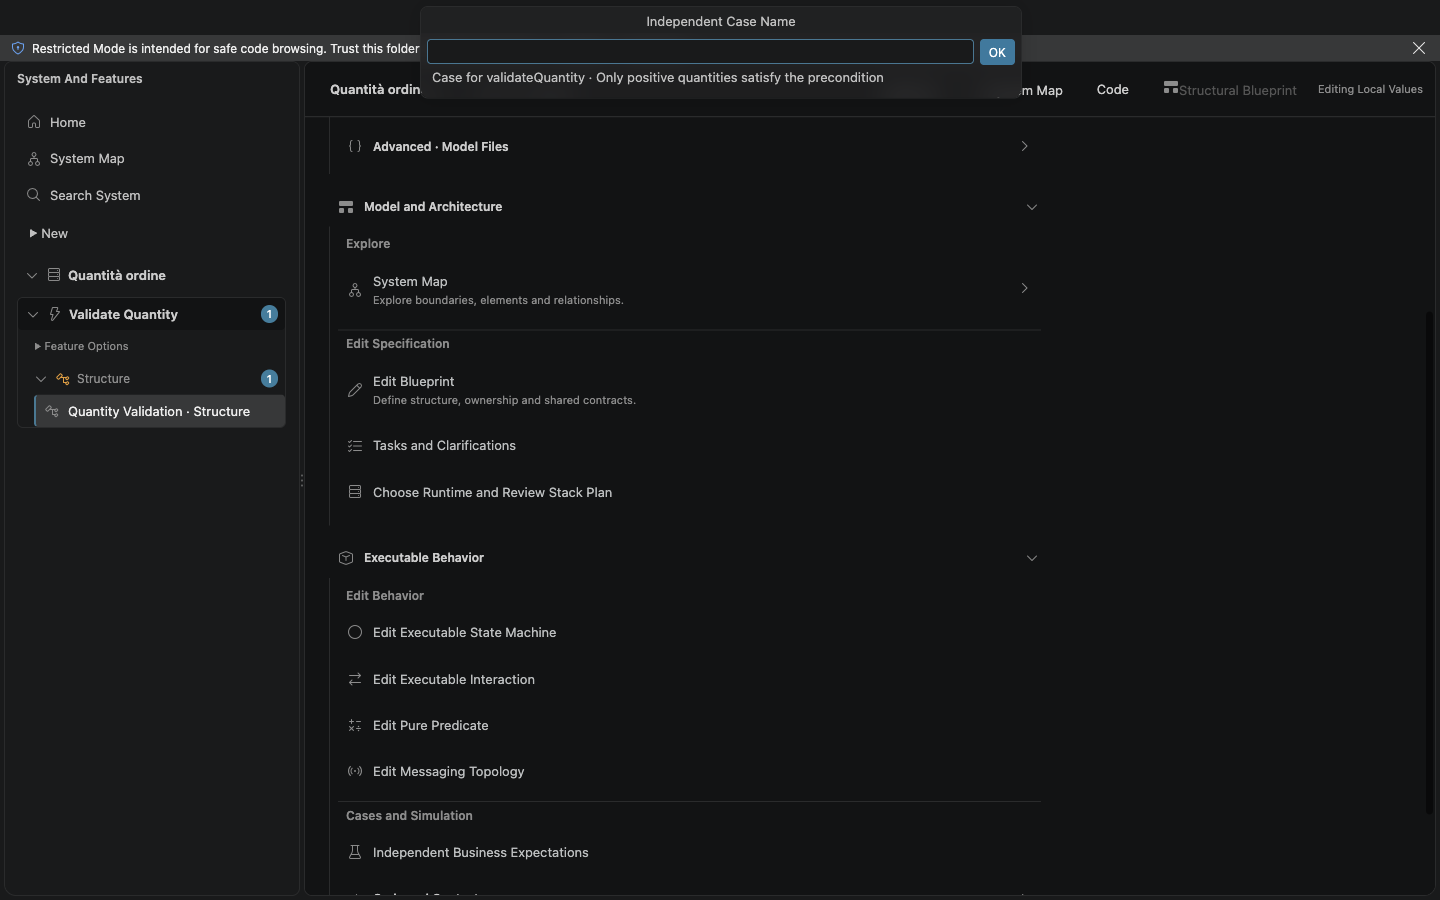 Independent Case Name
Restricted Mode is intended for safe code browsing. Trust this folder
OK
Case for validateQuantity · Only positive quantities satisfy the precondition
System And Features
Home
System Map
Search System
New
Quantità ordine
Validate Quantity 1
Feature Options
Structure 1
Quantity Validation · Structure
Quantità ordin
m Map
Code
Structural Blueprint
Editing Local Values
Advanced · Model Files
Model and Architecture
Explore
System Map
Explore boundaries, elements and relationships.
Edit Specification
Edit Blueprint
Define structure, ownership and shared contracts.
Tasks and Clarifications
Choose Runtime and Review Stack Plan
Executable Behavior
Edit Behavior
Edit Executable State Machine
Edit Executable Interaction
Edit Pure Predicate
Edit Messaging Topology
Cases and Simulation
Independent Business Expectations